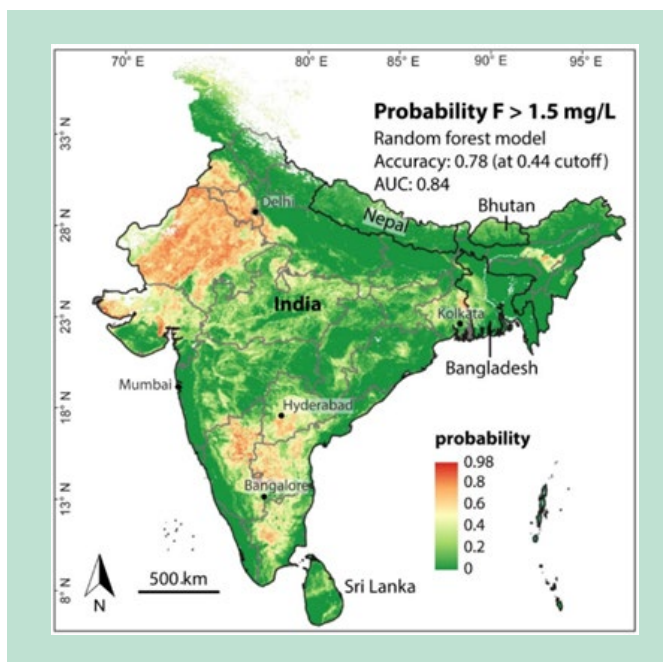 70° E
80° E
85° E
90° E
95° E
Probability F > 1.5 mg/L
Random forest model
Accuracy: 0.78 (at 0.44 cutoff)
AUC: 0.84
33° N
28° N
23° N
18° N
13° N
8° N
Delhi
Nepal
Bhutan
India
Kolkata
Bangladesh
Mumbai
Hyderabad
Bangalore
Sri Lanka
probability
0.98
0.8
0.6
0.4
0.2
0
N
500 km